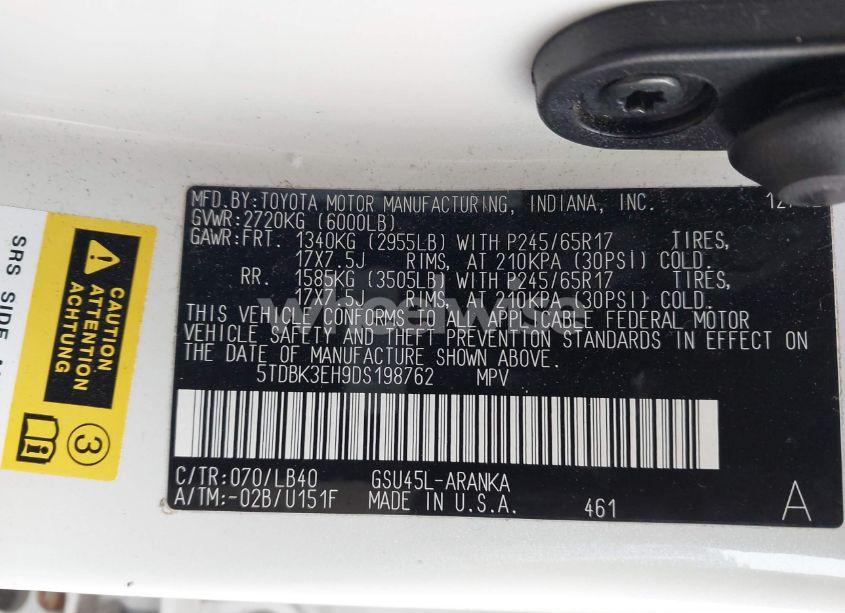 MFD.BY:TOYOTA MOTOR MANUFACTURING, INDIANA, INC.
GVWR:2720KG (6000LB)
GAWR:FRT. 1340KG (2955LB) WITH P245/65R17 TIRES,
17X7.5J RIMS, AT 210KPA (30PSI) COLD.
RR. 1585KG (3505LB) WITH P245/65R17 TIRES,
17X7.5J RIMS, AT 210KPA (30PSI) COLD.
THIS VEHICLE CONFORMS TO ALL APPLICABLE FEDERAL MOTOR
VEHICLE SAFETY AND THEFT PREVENTION STANDARDS IN EFFECT ON
THE DATE OF MANUFACTURE SHOWN ABOVE.
5TDBK3EH9DS198762 MPV
C/TR:070/LB40 GSU45L-ARANKA
A/TM:-02B/U151F MADE IN U.S.A. 461 A
wheelwise
CAUTION
ATTENTION
ACHTUNG
3
SRS SIDE